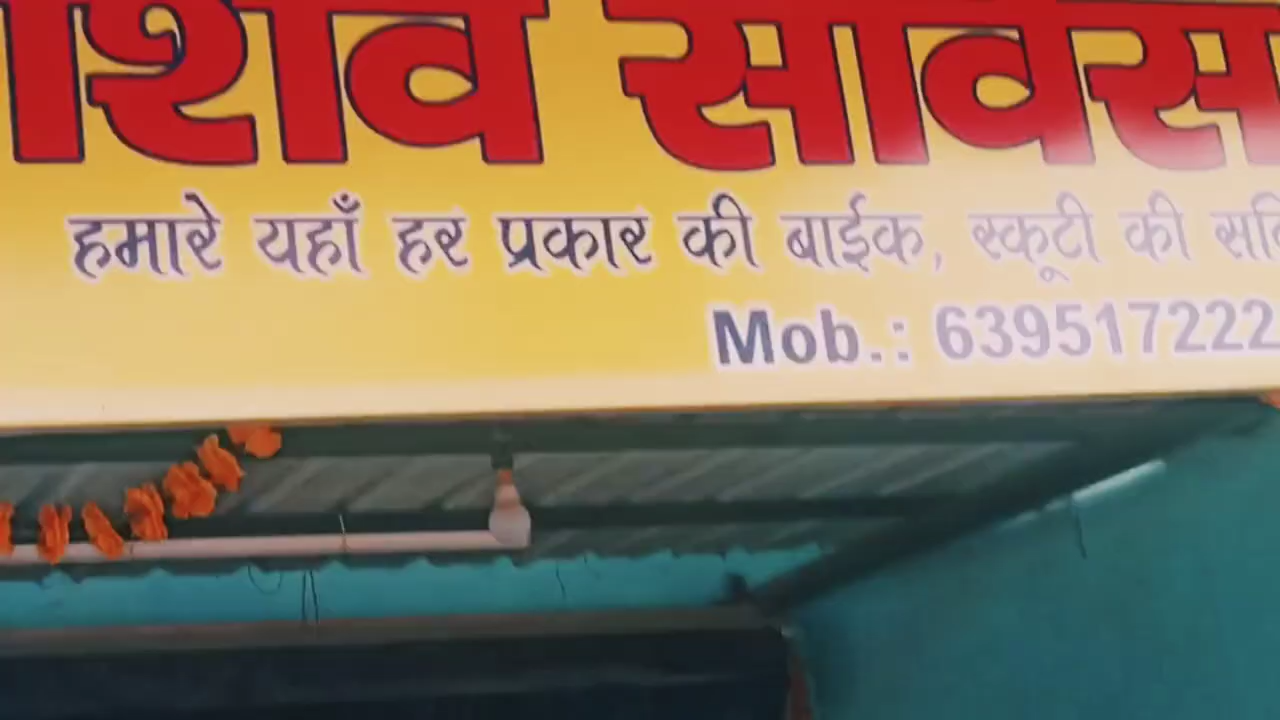 शिव सर्विस
हमारे यहाँ हर प्रकार की बाईक, स्कूटी की
Mob.: 639517222